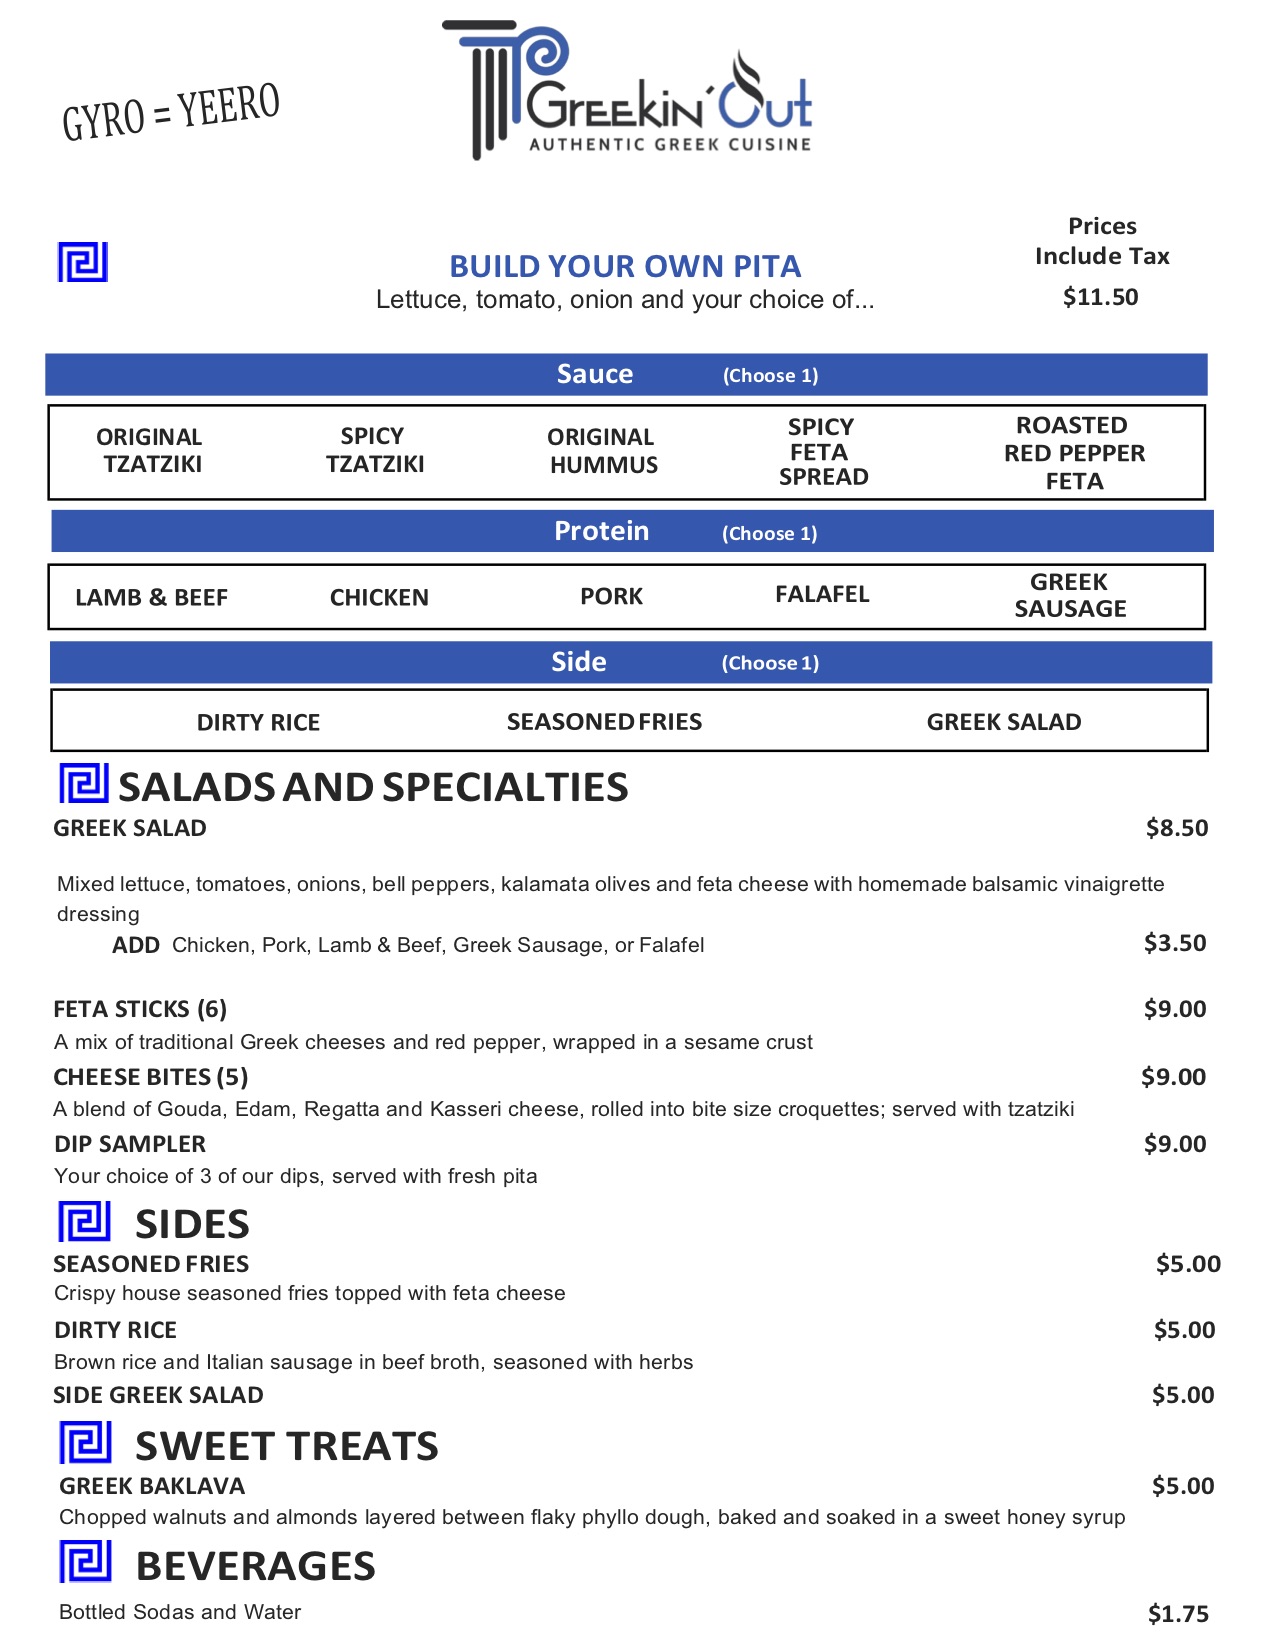 GYRO = YEERO
Greekin' Out
AUTHENTIC GREEK CUISINE
Prices
Include Tax
BUILD YOUR OWN PITA
Lettuce, tomato, onion and your choice of...
$11.50
Sauce (Choose 1)
ORIGINAL TZATZIKI
SPICY TZATZIKI
ORIGINAL HUMMUS
SPICY FETA SPREAD
ROASTED RED PEPPER FETA
Protein (Choose 1)
LAMB & BEEF
CHICKEN
PORK
FALAFEL
GREEK SAUSAGE
Side (Choose 1)
DIRTY RICE
SEASONED FRIES
GREEK SALAD
SALADS AND SPECIALTIES
GREEK SALAD $8.50
Mixed lettuce, tomatoes, onions, bell peppers, kalamata olives and feta cheese with homemade balsamic vinaigrette
dressing
ADD Chicken, Pork, Lamb & Beef, Greek Sausage, or Falafel $3.50
FETA STICKS (6) $9.00
A mix of traditional Greek cheeses and red pepper, wrapped in a sesame crust
CHEESE BITES (5) $9.00
A blend of Gouda, Edam, Regatta and Kasseri cheese, rolled into bite size croquettes; served with tzatziki
DIP SAMPLER $9.00
Your choice of 3 of our dips, served with fresh pita
SIDES
SEASONED FRIES $5.00
Crispy house seasoned fries topped with feta cheese
DIRTY RICE $5.00
Brown rice and Italian sausage in beef broth, seasoned with herbs
SIDE GREEK SALAD $5.00
SWEET TREATS
GREEK BAKLAVA $5.00
Chopped walnuts and almonds layered between flaky phyllo dough, baked and soaked in a sweet honey syrup
BEVERAGES
Bottled Sodas and Water $1.75